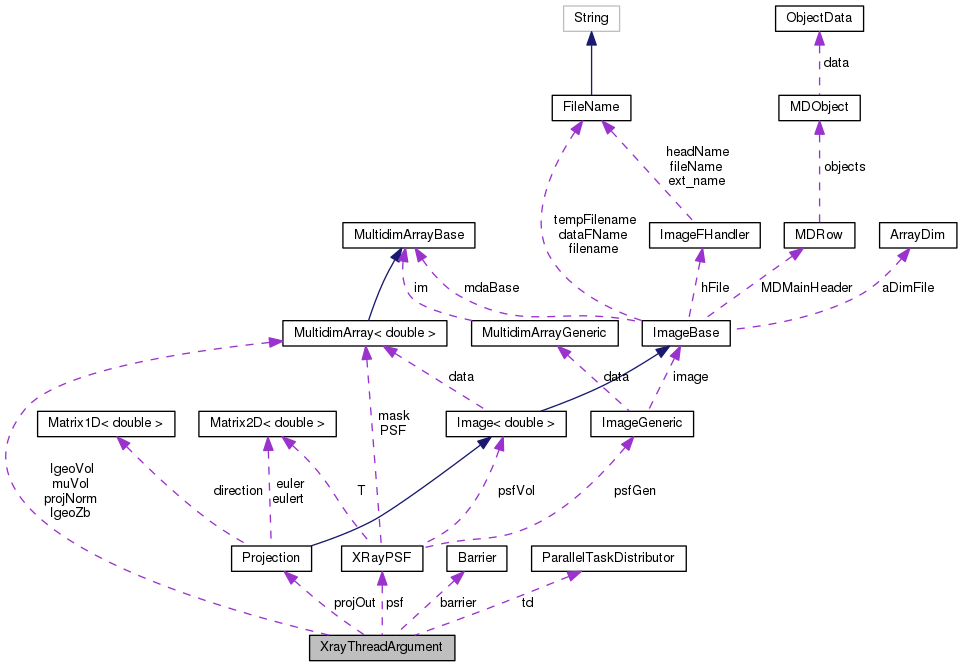 String
ObjectData
data
FileName
MDObject
headName
fileName
ext_name
objects
tempFilename
dataFName
filename
MultidimArrayBase
ImageFHandler
MDRow
ArrayDim
im
mdaBase
hFile
MDMainHeader
aDimFile
MultidimArray< double >
MultidimArrayGeneric
ImageBase
data
data
image
mask
PSF
Matrix1D< double >
Matrix2D< double >
Image< double >
ImageGeneric
IgeoVol
muVol
projNorm
IgeoZb
direction
euler
eulert
T
psfVol
psfGen
Projection
XRayPSF
Barrier
ParallelTaskDistributor
projOut
psf
barrier
td
XrayThreadArgument